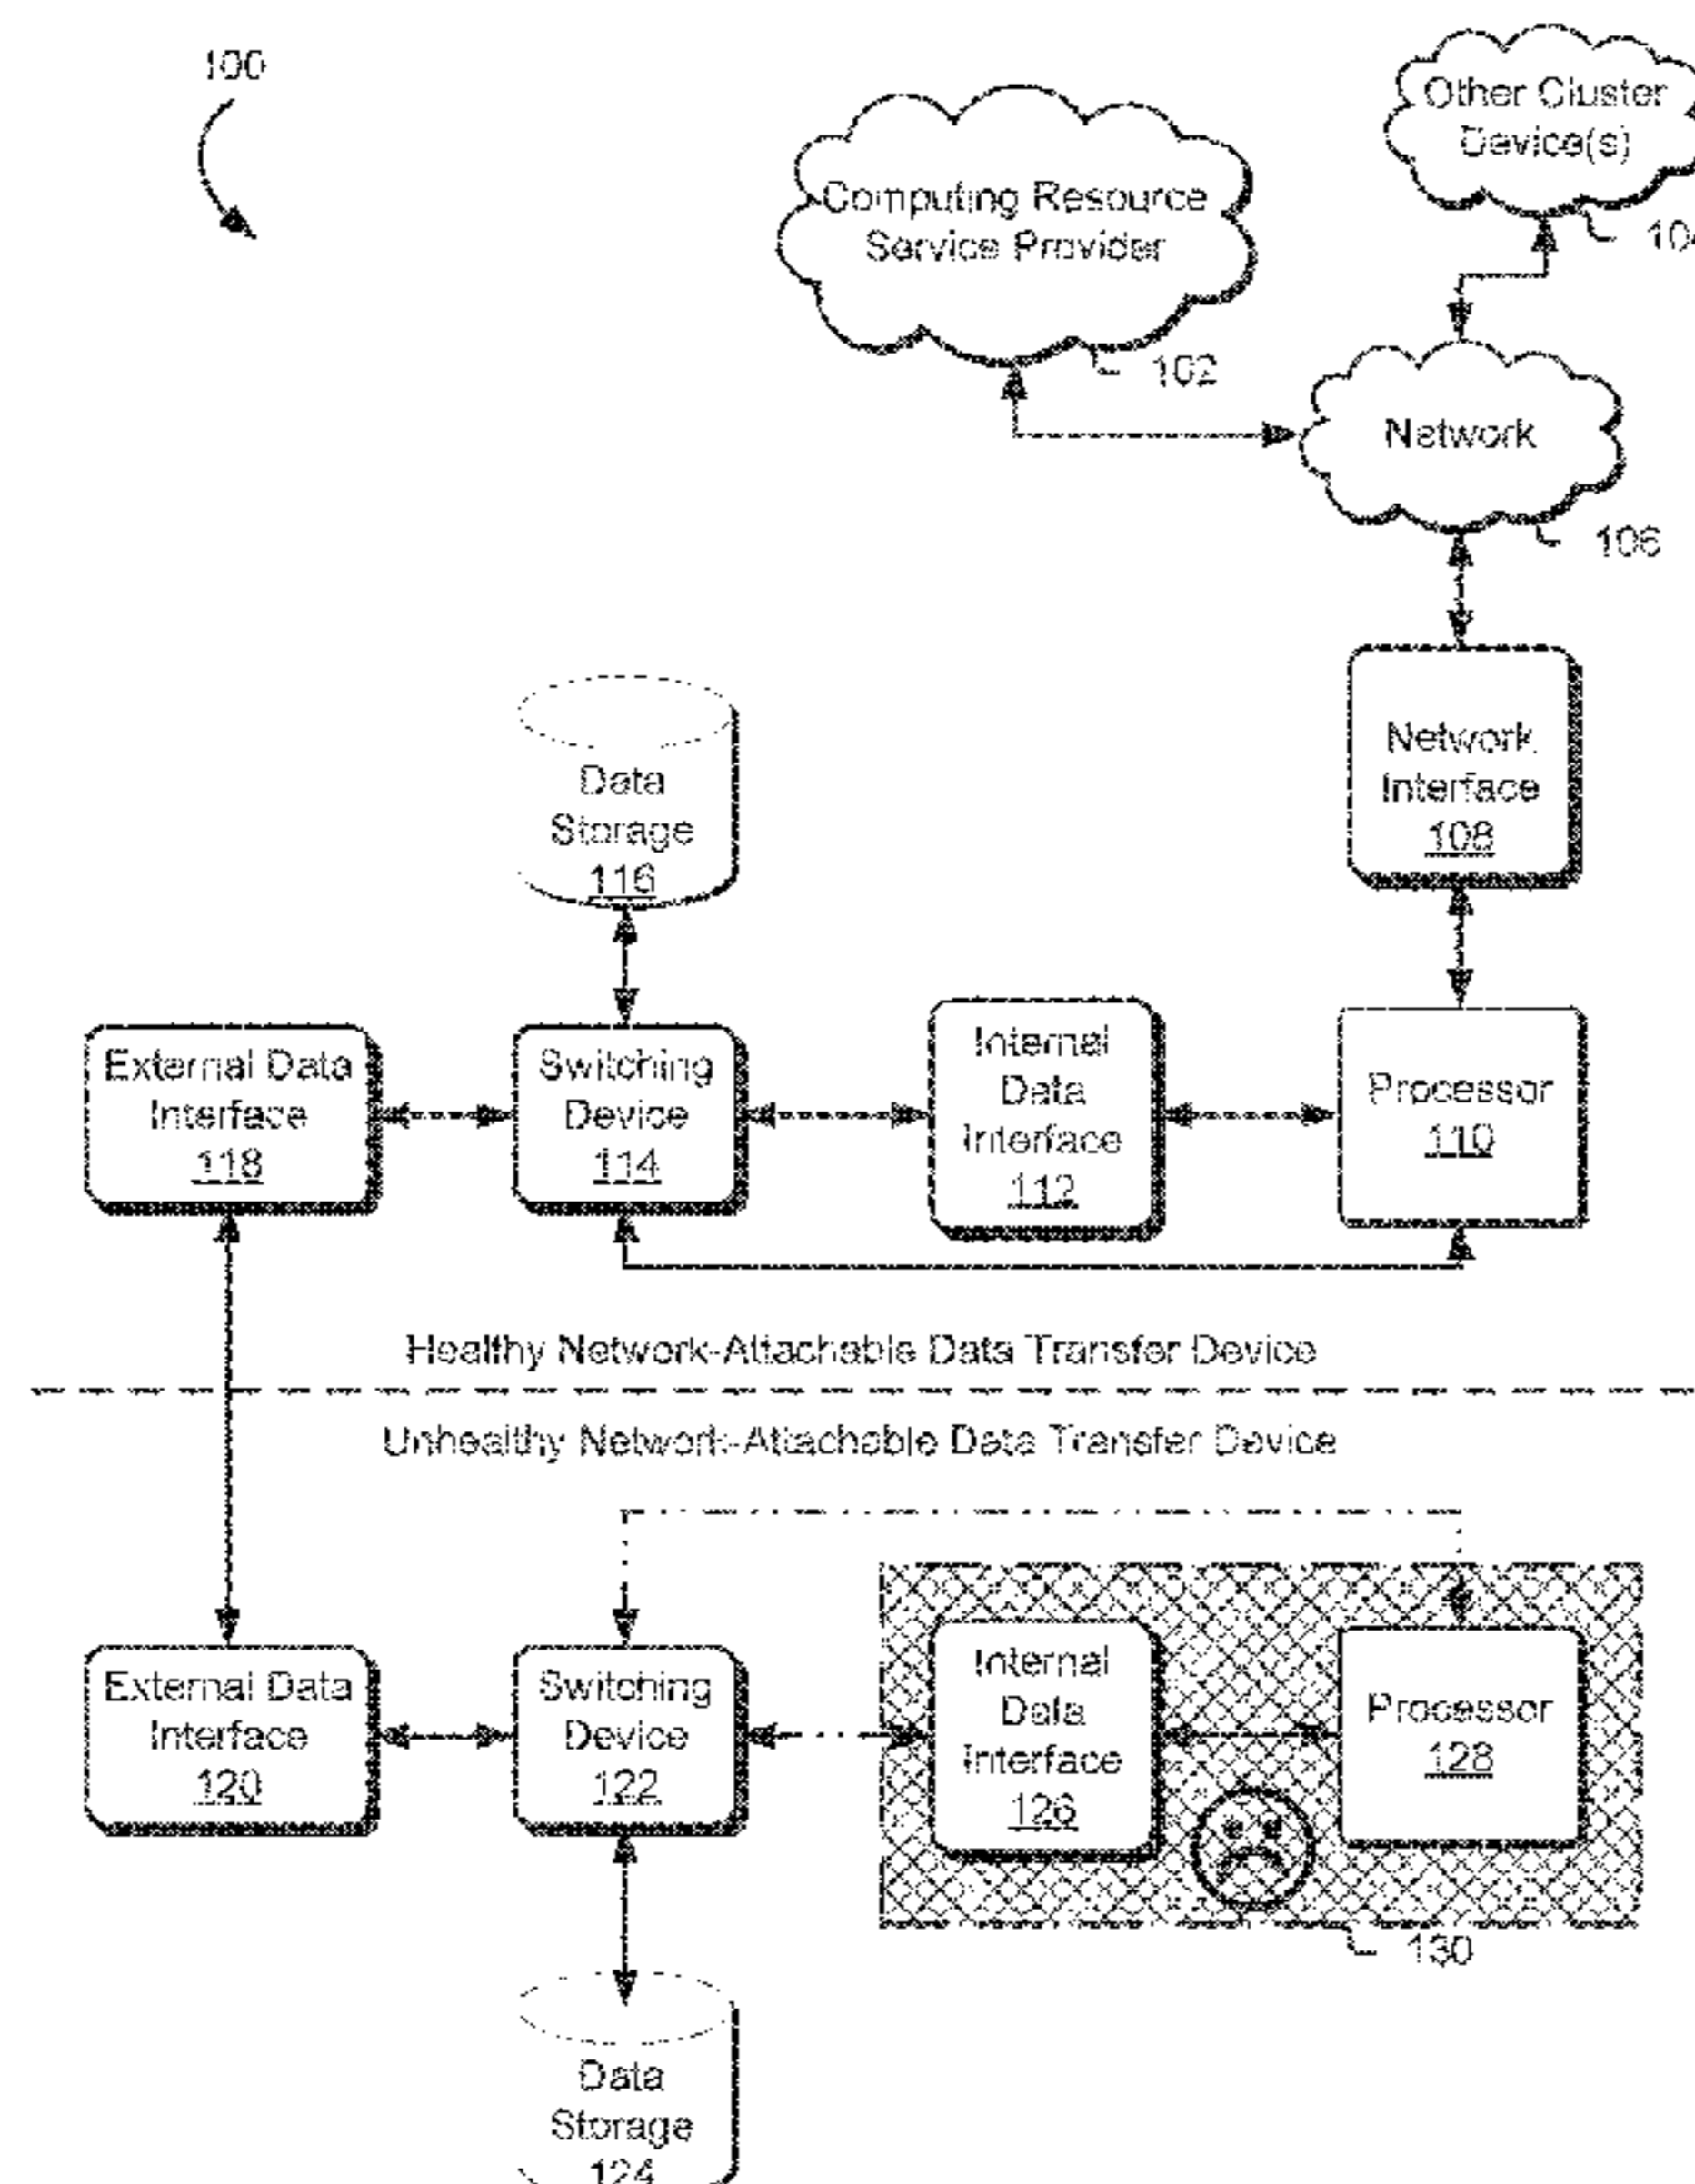 100
Other Cluster
Device(s)
Computing Resource
Service Provider
102
Network
106
Network
Interface
108
Data
Storage
116
External Data
Interface
118
Switching
Device
114
Internal
Data
Interface
112
Processor
110
Healthy Network-Attachable Data Transfer Device
Unhealthy Network-Attachable Data Transfer Device
External Data
Interface
120
Switching
Device
122
Internal
Data
Interface
126
Processor
128
130
Data
Storage
124